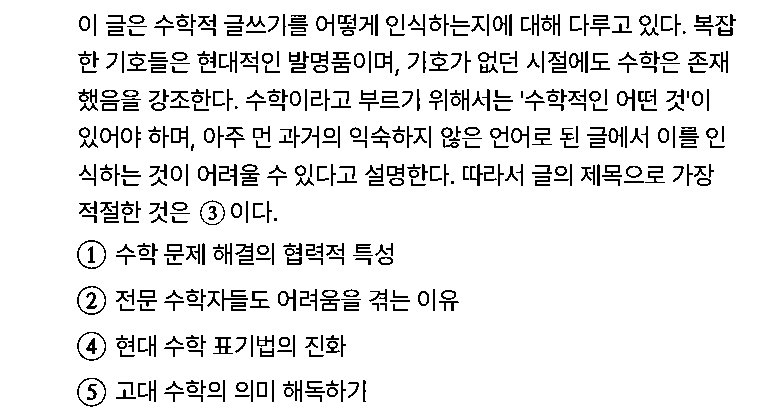 이 글은 수학적 글쓰기를 어떻게 인식하는지에 대해 다루고 있다. 복잡
한 기호들은 현대적인 발명품이며, 기호가 없던 시절에도 수학은 존재
했음을 강조한다. 수학이라고 부르기 위해서는 '수학적인 어떤 것'이
있어야 하며, 아주 먼 과거의 익숙하지 않은 언어로 된 글에서 이를 인
식하는 것이 어려울 수 있다고 설명한다. 따라서 글의 제목으로 가장
적절한 것은 ③이다.
① 수학 문제 해결의 협력적 특성
② 전문 수학자들도 어려움을 겪는 이유
④ 현대 수학 표기법의 진화
⑤ 고대 수학의 의미 해독하기